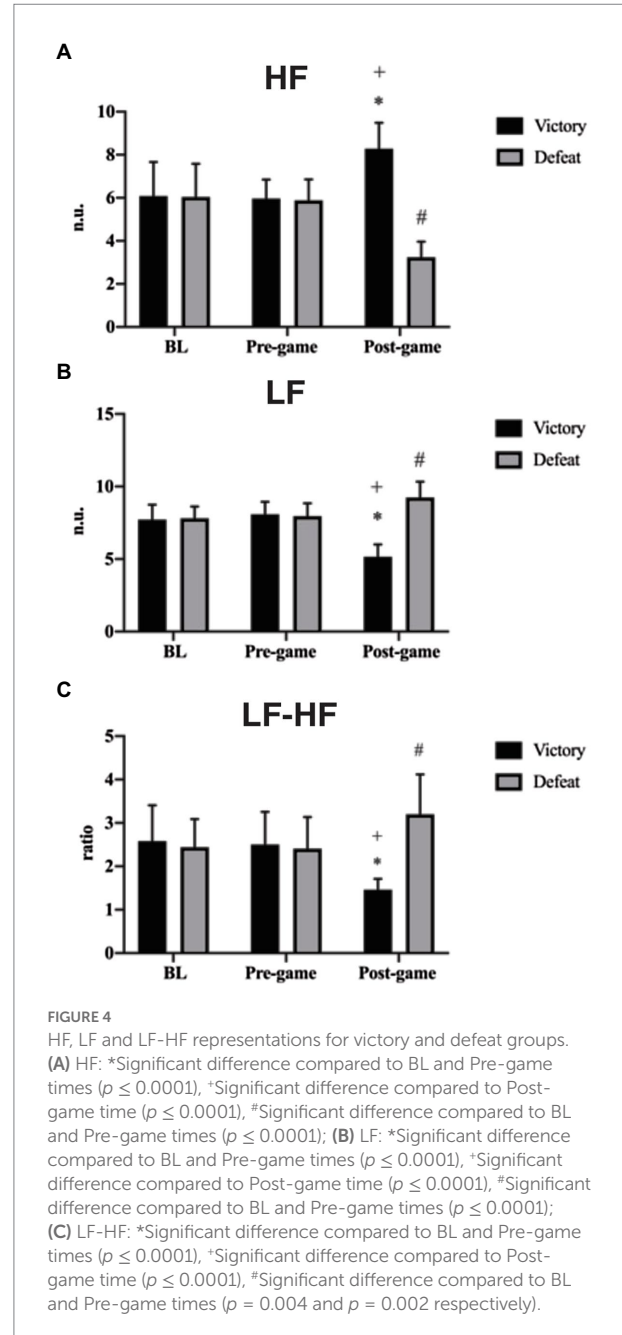 A
HF
+
*
#
Victory
Defeat
10
8
6
4
2
0
n.u.
BL Pre-game Post-game
B
LF
+
*
#
Victory
Defeat
15
10
5
0
n.u.
BL Pre-game Post-game
C
LF-HF
+
*
#
Victory
Defeat
5
4
3
2
1
0
ratio
BL Pre-game Post-game
FIGURE 4
HF, LF and LF-HF representations for victory and defeat groups.
(A) HF: *Significant difference compared to BL and Pre-game
times (p ≤ 0.0001), +Significant difference compared to Post-
game time (p ≤ 0.0001), #Significant difference compared to BL
and Pre-game times (p ≤ 0.0001); (B) LF: *Significant difference
compared to BL and Pre-game times (p ≤ 0.0001), +Significant
difference compared to Post-game time (p ≤ 0.0001), #Significant
difference compared to BL and Pre-game times (p ≤ 0.0001);
(C) LF-HF: *Significant difference compared to BL and Pre-game
times (p ≤ 0.0001), +Significant difference compared to Post-
game time (p ≤ 0.0001), #Significant difference compared to BL
and Pre-game times (p = 0.004 and p = 0.002 respectively).